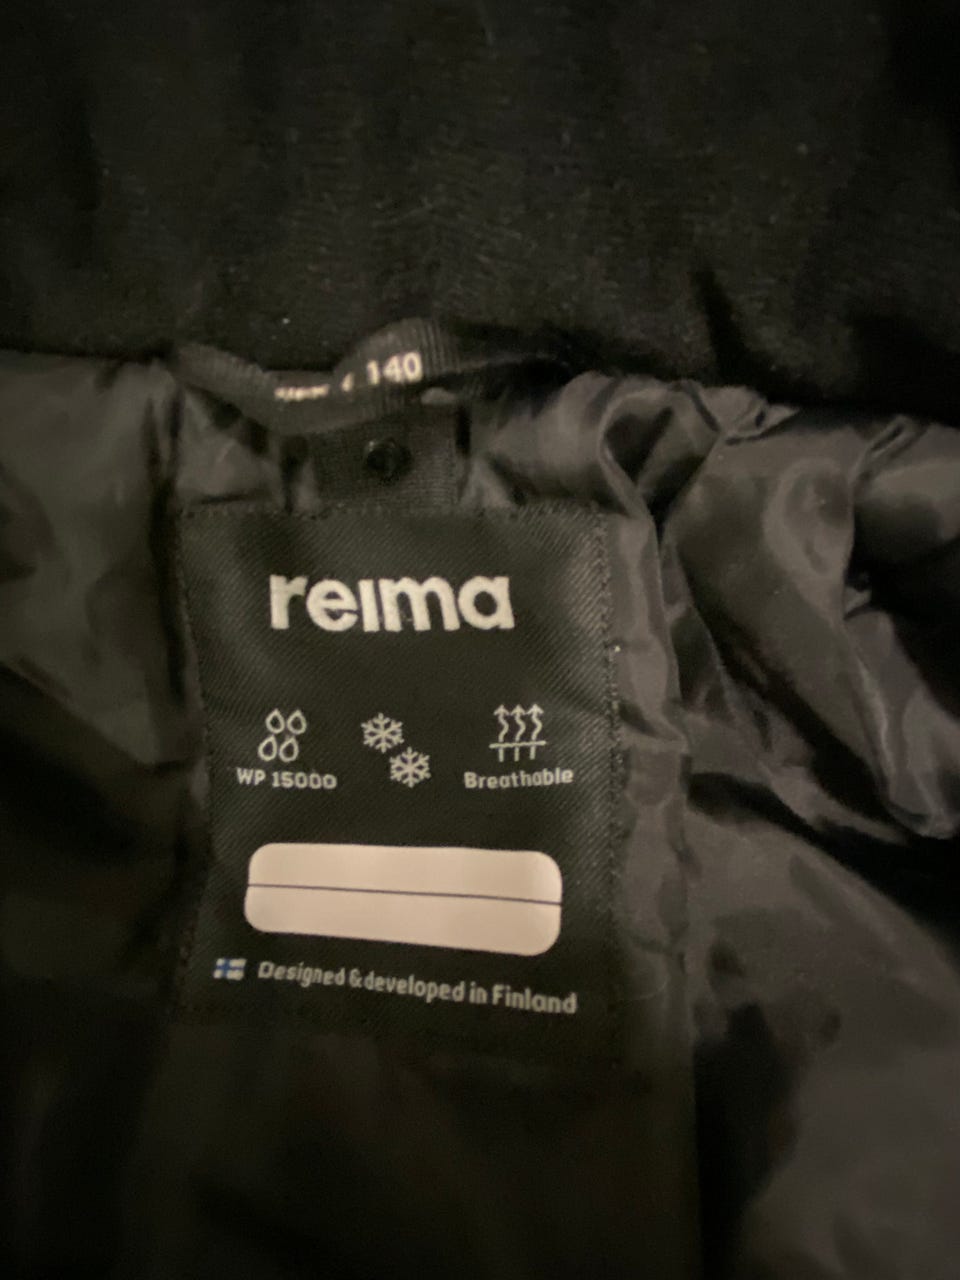 140
reima
WP 15000
Breathable
Designed & developed in Finland